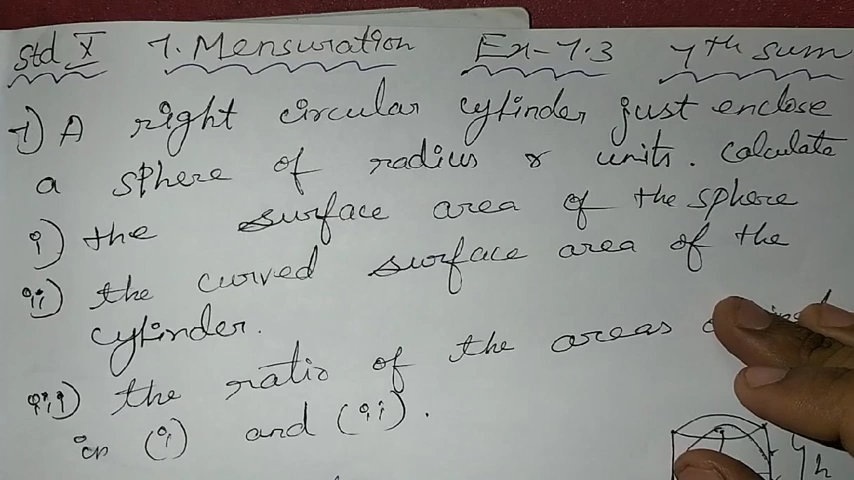 Std X 7. Mensuration Ex-7.3 7th sum
7) A right circular cylinder just enclose
a sphere of radius r units. Calculate
i) the surface area of the sphere
ii) the curved surface area of the
cylinder.
iii) the ratio of the areas
in (i) and (ii).
h